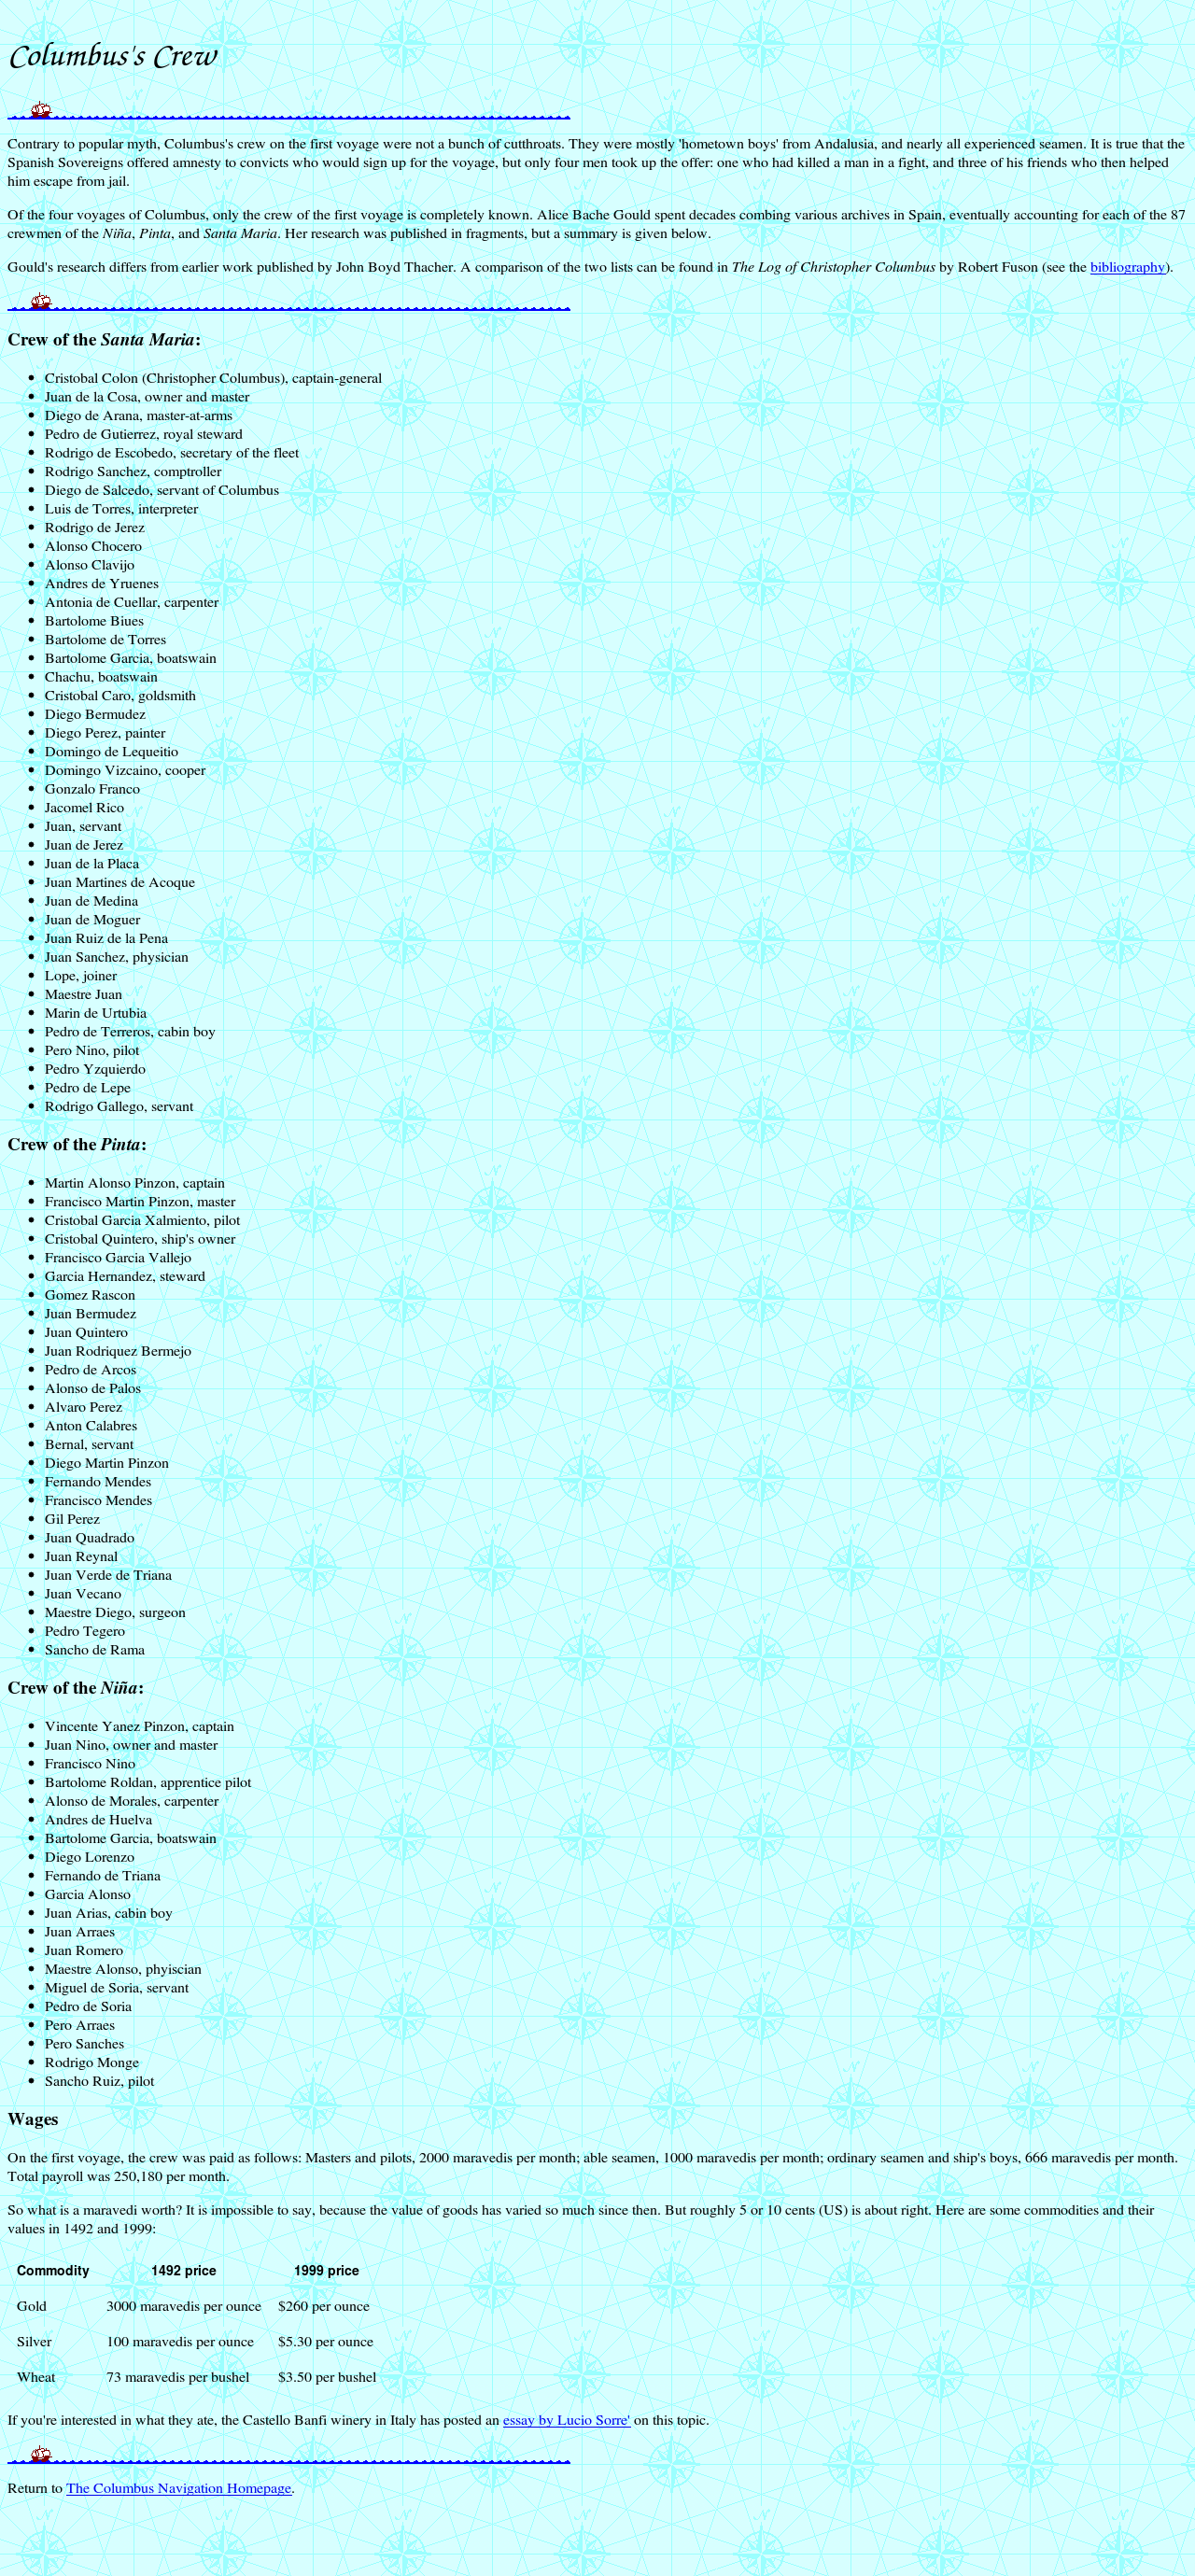 Columbus's Crew
Contrary to popular myth, Columbus's crew on the first voyage were not a bunch of cutthroats. They were mostly 'hometown boys' from Andalusia, and nearly all experienced seamen. It is true that the
Spanish Sovereigns offered amnesty to convicts who would sign up for the voyage, but only four men took up the offer: one who had killed a man in a fight, and three of his friends who then helped
him escape from jail.
Of the four voyages of Columbus, only the crew of the first voyage is completely known. Alice Bache Gould spent decades combing various archives in Spain, eventually accounting for each of the 87
crewmen of the Niña, Pinta, and Santa Maria. Her research was published in fragments, but a summary is given below.
Gould's research differs from earlier work published by John Boyd Thacher. A comparison of the two lists can be found in The Log of Christopher Columbus by Robert Fuson (see the bibliography).
Crew of the Santa Maria:
• Cristobal Colon (Christopher Columbus), captain-general
• Juan de la Cosa, owner and master
• Diego de Arana, master-at-arms
• Pedro de Gutierrez, royal steward
• Rodrigo de Escobedo, secretary of the fleet
• Rodrigo Sanchez, comptroller
• Diego de Salcedo, servant of Columbus
• Luis de Torres, interpreter
• Rodrigo de Jerez
• Alonso Chocero
• Alonso Clavijo
• Andres de Yruenes
• Antonia de Cuellar, carpenter
• Bartolome Biues
• Bartolome de Torres
• Bartolome Garcia, boatswain
• Chachu, boatswain
• Cristobal Caro, goldsmith
• Diego Bermudez
• Diego Perez, painter
• Domingo de Lequeitio
• Domingo Vizcaino, cooper
• Gonzalo Franco
• Jacomel Rico
• Juan, servant
• Juan de Jerez
• Juan de la Placa
• Juan Martines de Acoque
• Juan de Medina
• Juan de Moguer
• Juan Ruiz de la Pena
• Juan Sanchez, physician
• Lope, joiner
• Maestre Juan
• Marin de Urtubia
• Pedro de Terreros, cabin boy
• Pero Nino, pilot
• Pedro Yzquierdo
• Pedro de Lepe
• Rodrigo Gallego, servant
Crew of the Pinta:
• Martin Alonso Pinzon, captain
• Francisco Martin Pinzon, master
• Cristobal Garcia Xalmiento, pilot
• Cristobal Quintero, ship's owner
• Francisco Garcia Vallejo
• Garcia Hernandez, steward
• Gomez Rascon
• Juan Bermudez
• Juan Quintero
• Juan Rodriquez Bermejo
• Pedro de Arcos
• Alonso de Palos
• Alvaro Perez
• Anton Calabres
• Bernal, servant
• Diego Martin Pinzon
• Fernando Mendes
• Francisco Mendes
• Gil Perez
• Juan Quadrado
• Juan Reynal
• Juan Verde de Triana
• Juan Vecano
• Maestre Diego, surgeon
• Pedro Tegero
• Sancho de Rama
Crew of the Niña:
• Vincente Yanez Pinzon, captain
• Juan Nino, owner and master
• Francisco Nino
• Bartolome Roldan, apprentice pilot
• Alonso de Morales, carpenter
• Andres de Huelva
• Bartolome Garcia, boatswain
• Diego Lorenzo
• Fernando de Triana
• Garcia Alonso
• Juan Arias, cabin boy
• Juan Arraes
• Juan Romero
• Maestre Alonso, phyiscian
• Miguel de Soria, servant
• Pedro de Soria
• Pero Arraes
• Pero Sanches
• Rodrigo Monge
• Sancho Ruiz, pilot
Wages
On the first voyage, the crew was paid as follows: Masters and pilots, 2000 maravedis per month; able seamen, 1000 maravedis per month; ordinary seamen and ship's boys, 666 maravedis per month.
Total payroll was 250,180 per month.
So what is a maravedi worth? It is impossible to say, because the value of goods has varied so much since then. But roughly 5 or 10 cents (US) is about right. Here are some commodities and their
values in 1492 and 1999:
Commodity 1492 price 1999 price
Gold 3000 maravedis per ounce $260 per ounce
Silver 100 maravedis per ounce $5.30 per ounce
Wheat 73 maravedis per bushel $3.50 per bushel
If you're interested in what they ate, the Castello Banfi winery in Italy has posted an essay by Lucio Sorre' on this topic.
Return to The Columbus Navigation Homepage.